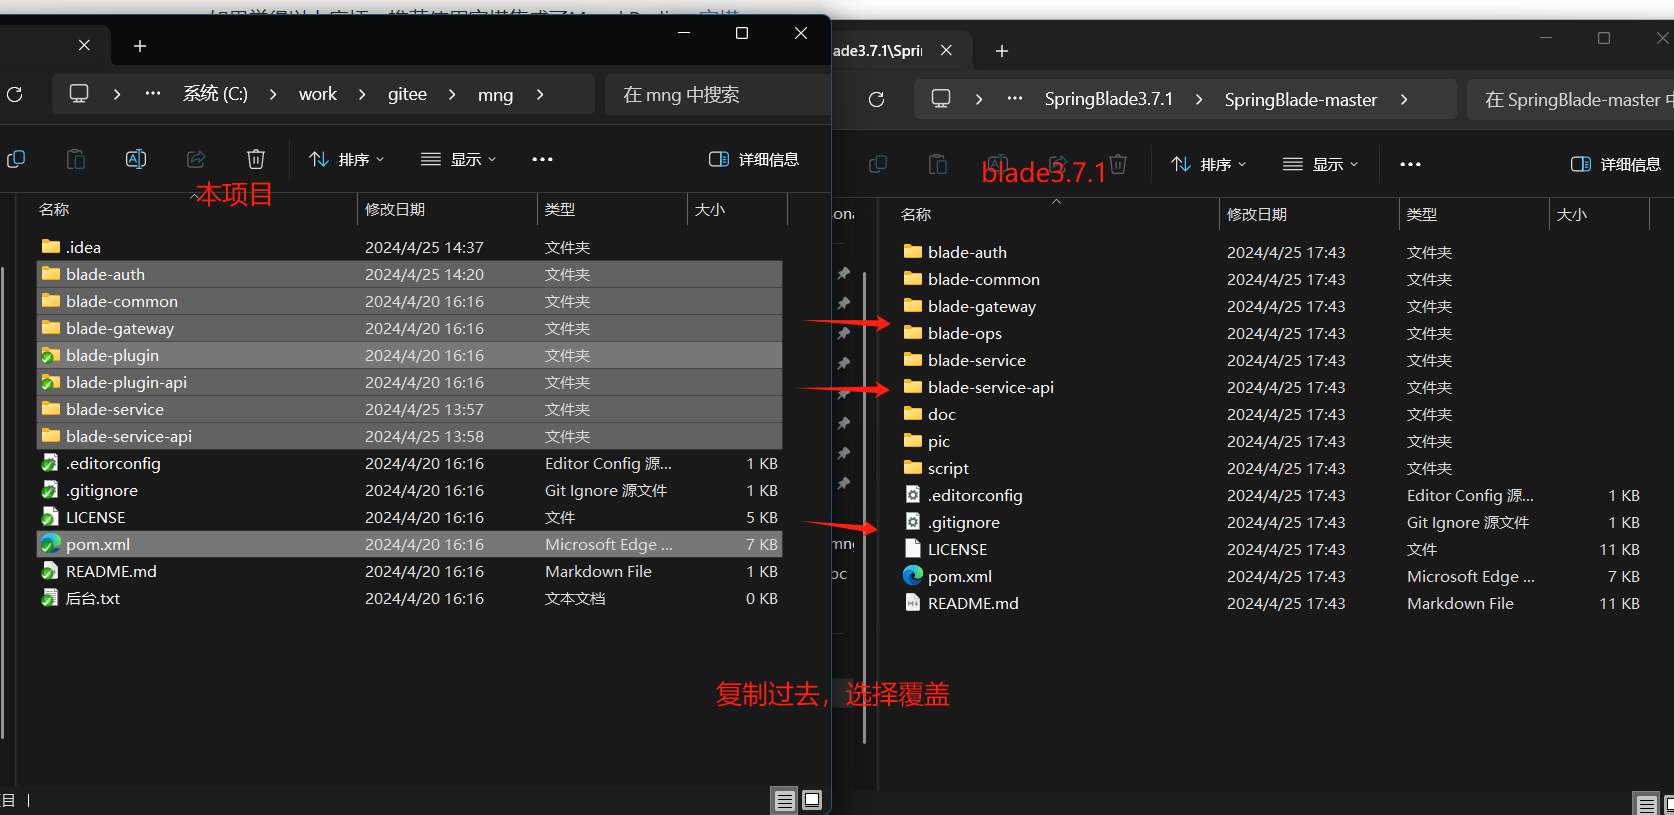 系统 (C:) > work > gitee > mng >
在 mng 中搜索
排序
显示
详细信息
本项目
名称 修改日期 类型 大小
.idea 2024/4/25 14:37 文件夹
blade-auth 2024/4/25 14:20 文件夹
blade-common 2024/4/20 16:16 文件夹
blade-gateway 2024/4/20 16:16 文件夹
blade-plugin 2024/4/20 16:16 文件夹
blade-plugin-api 2024/4/20 16:16 文件夹
blade-service 2024/4/25 13:57 文件夹
blade-service-api 2024/4/25 13:58 文件夹
.editorconfig 2024/4/20 16:16 Editor Config 源... 1 KB
.gitignore 2024/4/20 16:16 Git Ignore 源文件 1 KB
LICENSE 2024/4/20 16:16 文件 5 KB
pom.xml 2024/4/20 16:16 Microsoft Edge ... 7 KB
README.md 2024/4/20 16:16 Markdown File 1 KB
后台.txt 2024/4/20 16:16 文本文档 0 KB
ade3.7.1\Spri
SpringBlade3.7.1 > SpringBlade-master >
在 SpringBlade-master 中
排序
显示
详细信息
blade3.7.1
名称 修改日期 类型 大小
blade-auth 2024/4/25 17:43 文件夹
blade-common 2024/4/25 17:43 文件夹
blade-gateway 2024/4/25 17:43 文件夹
blade-ops 2024/4/25 17:43 文件夹
blade-service 2024/4/25 17:43 文件夹
blade-service-api 2024/4/25 17:43 文件夹
doc 2024/4/25 17:43 文件夹
pic 2024/4/25 17:43 文件夹
script 2024/4/25 17:43 文件夹
.editorconfig 2024/4/25 17:43 Editor Config 源... 1 KB
.gitignore 2024/4/25 17:43 Git Ignore 源文件 1 KB
LICENSE 2024/4/25 17:43 文件 11 KB
pom.xml 2024/4/25 17:43 Microsoft Edge ... 7 KB
README.md 2024/4/25 17:43 Markdown File 11 KB
复制过去，选择覆盖